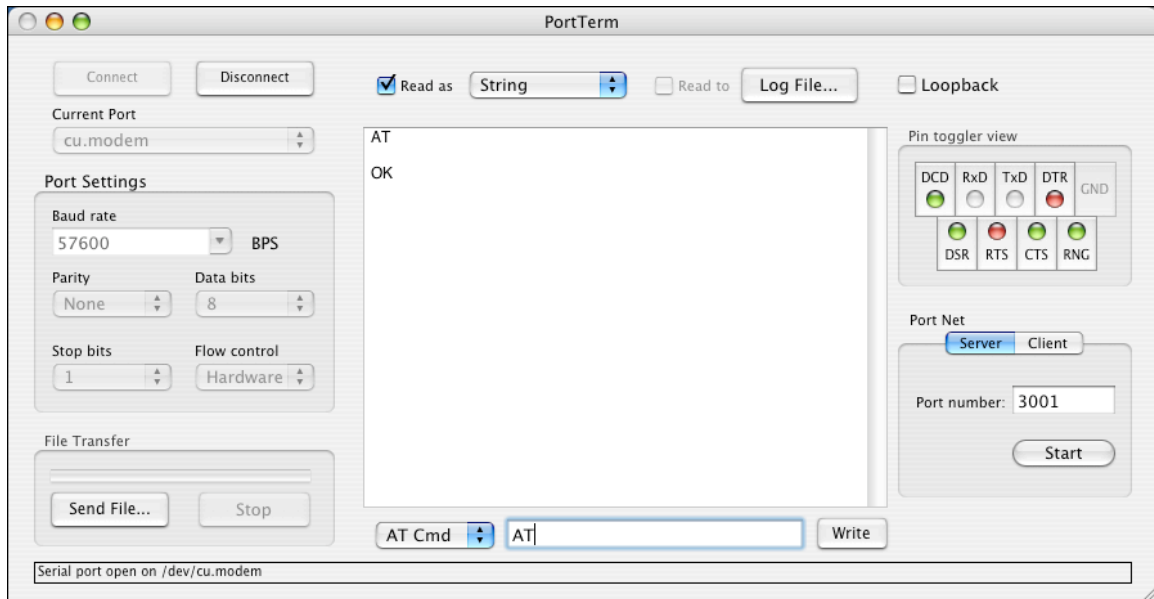 PortTerm
Connect Disconnect
Read as String Read to Log File... Loopback
Current Port
cu.modem
AT
OK
Pin toggler view
DCD RxD TxD DTR GND
DSR RTS CTS RNG
Port Settings
Baud rate
57600 BPS
Parity Data bits
None 8
Stop bits Flow control
1 Hardware
Port Net
Server Client
Port number: 3001
Start
File Transfer
Send File... Stop
AT Cmd AT Write
Serial port open on /dev/cu.modem